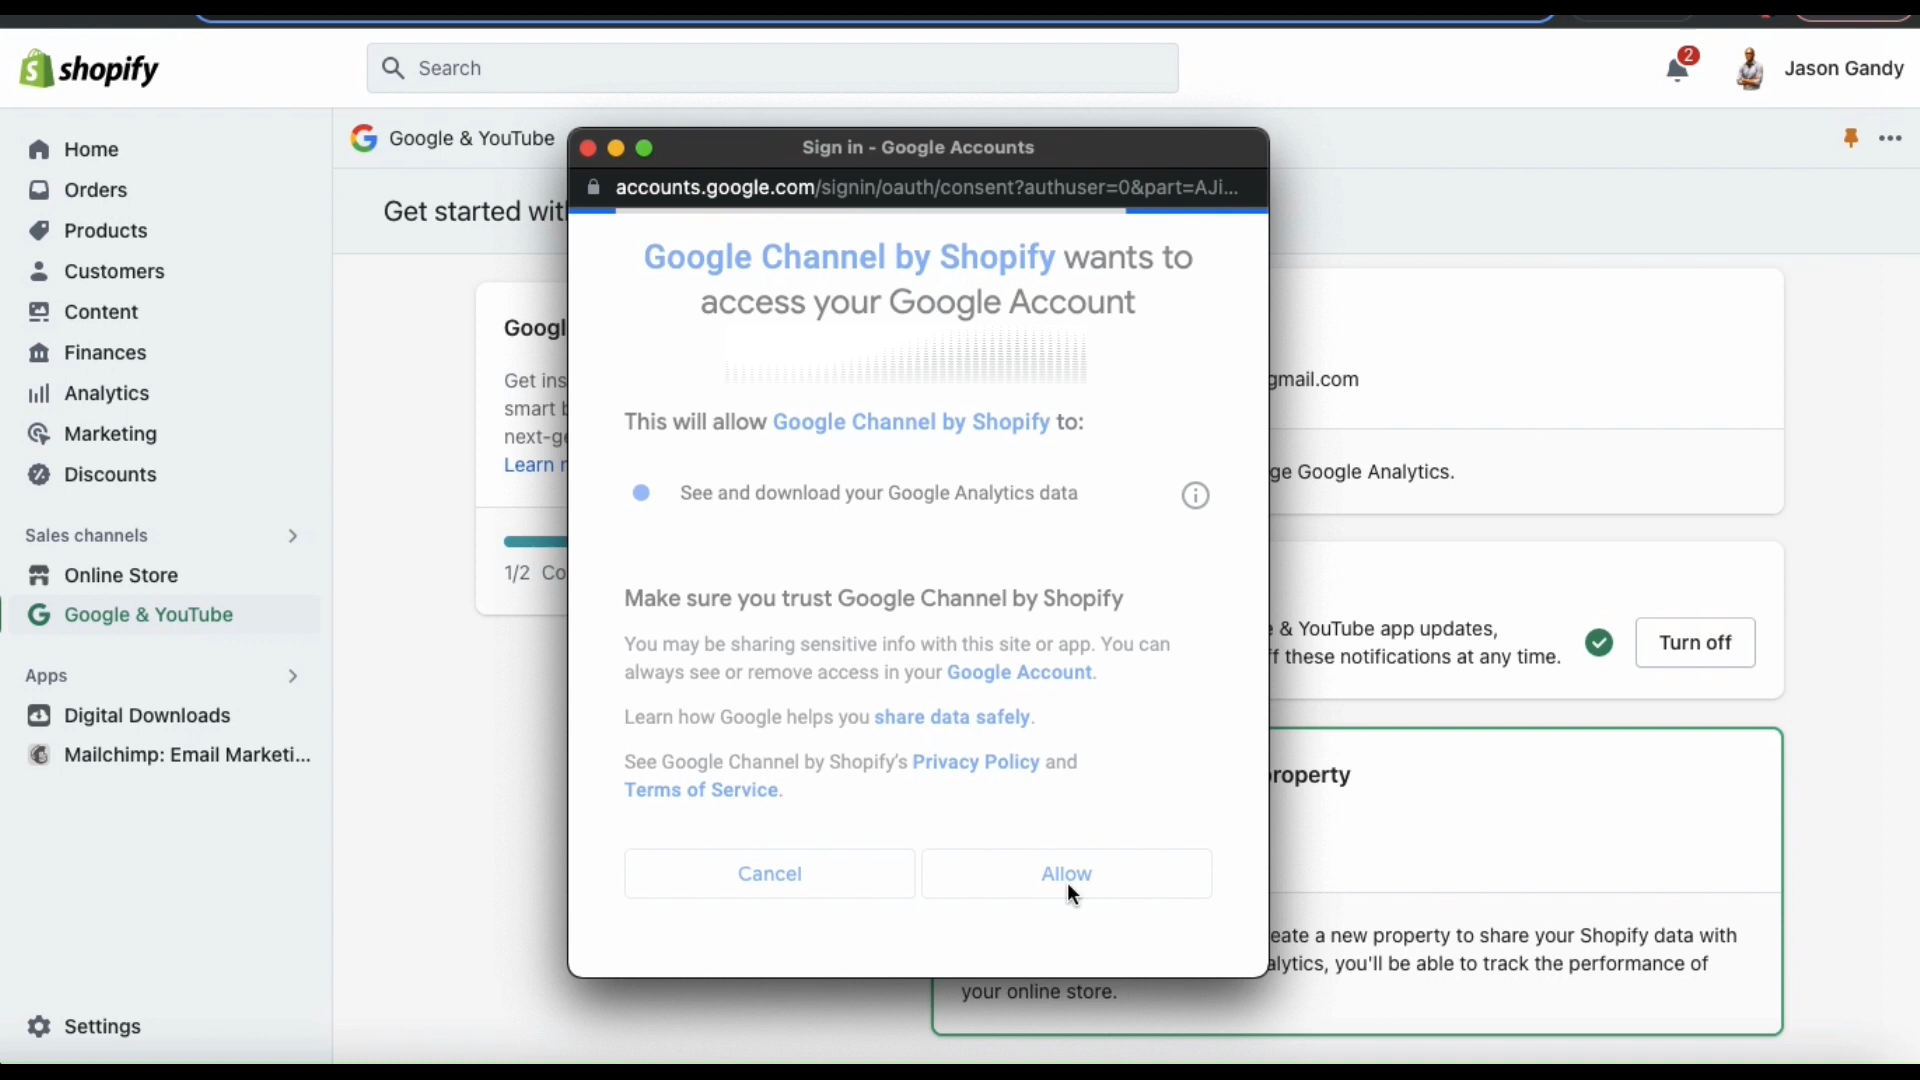 shopify
Search
2
Jason Gandy
Home
Orders
Products
Customers
Content
Finances
Analytics
Marketing
Discounts
Sales channels
Online Store
Google & YouTube
Apps
Digital Downloads
Mailchimp: Email Marketi...
Settings
Google & YouTube
Get started wit
Googl
Get ins
smart b
next-ge
Learn
1/2 Co
Sign in - Google Accounts
accounts.google.com/signin/oauth/consent?authuser=0&part=AJi...
Google Channel by Shopify wants to
access your Google Account
This will allow Google Channel by Shopify to:
See and download your Google Analytics data
Make sure you trust Google Channel by Shopify
You may be sharing sensitive info with this site or app. You can
always see or remove access in your Google Account.
Learn how Google helps you share data safely.
See Google Channel by Shopify's Privacy Policy and
Terms of Service.
Cancel
Allow
gmail.com
ge Google Analytics.
& YouTube app updates,
f these notifications at any time.
Turn off
roperty
eate a new property to share your Shopify data with
alytics, you'll be able to track the performance of
your online store.